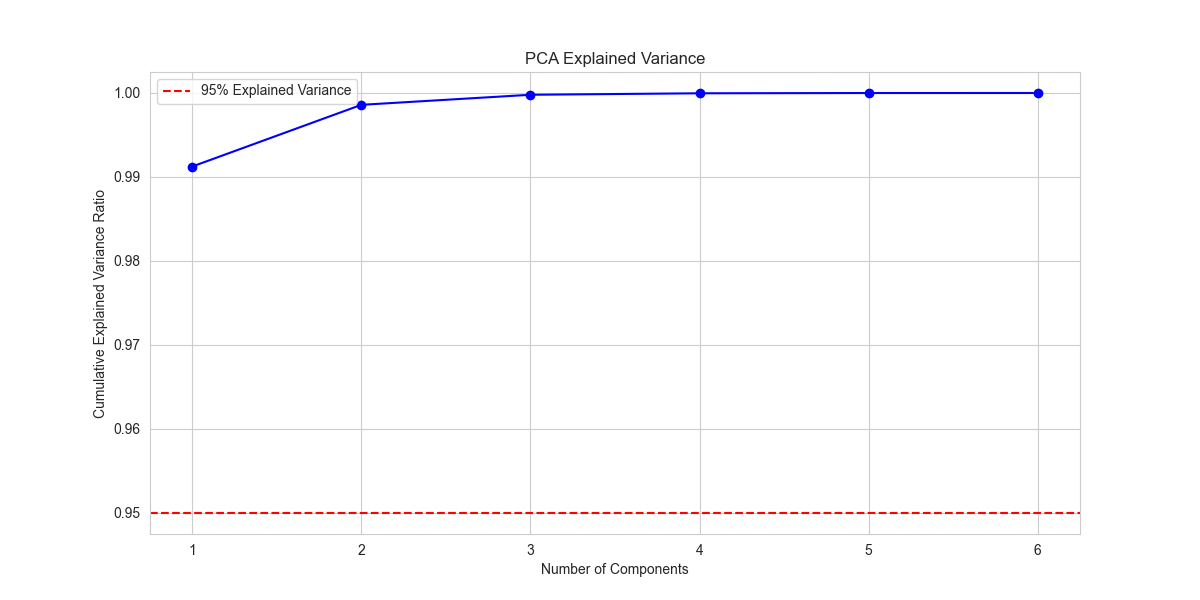 PCA Explained Variance
95% Explained Variance
1.00
0.99
0.98
0.97
0.96
0.95
Cumulative Explained Variance Ratio
1 2 3 4 5 6
Number of Components